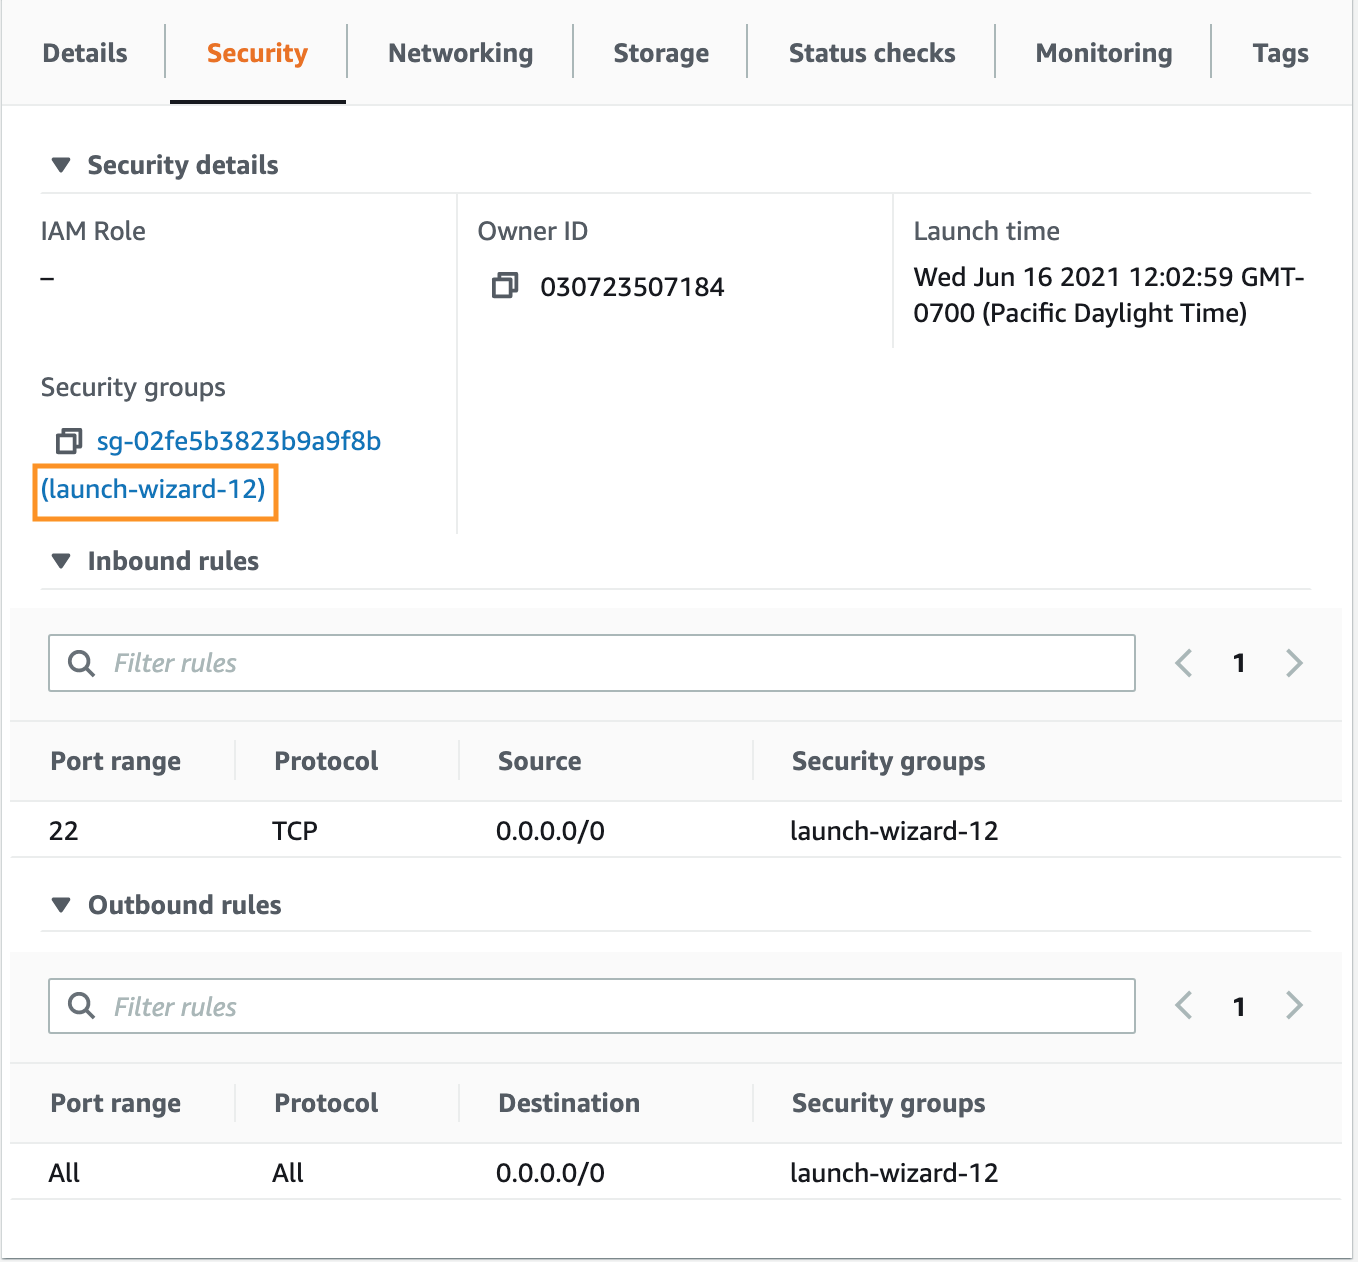 Details Security Networking Storage Status checks Monitoring Tags
Security details
IAM Role
–
Owner ID
030723507184
Launch time
Wed Jun 16 2021 12:02:59 GMT-
0700 (Pacific Daylight Time)
Security groups
sg-02fe5b3823b9a9f8b
(launch-wizard-12)
Inbound rules
Filter rules 1
Port range Protocol Source Security groups
22 TCP 0.0.0.0/0 launch-wizard-12
Outbound rules
Filter rules 1
Port range Protocol Destination Security groups
All All 0.0.0.0/0 launch-wizard-12